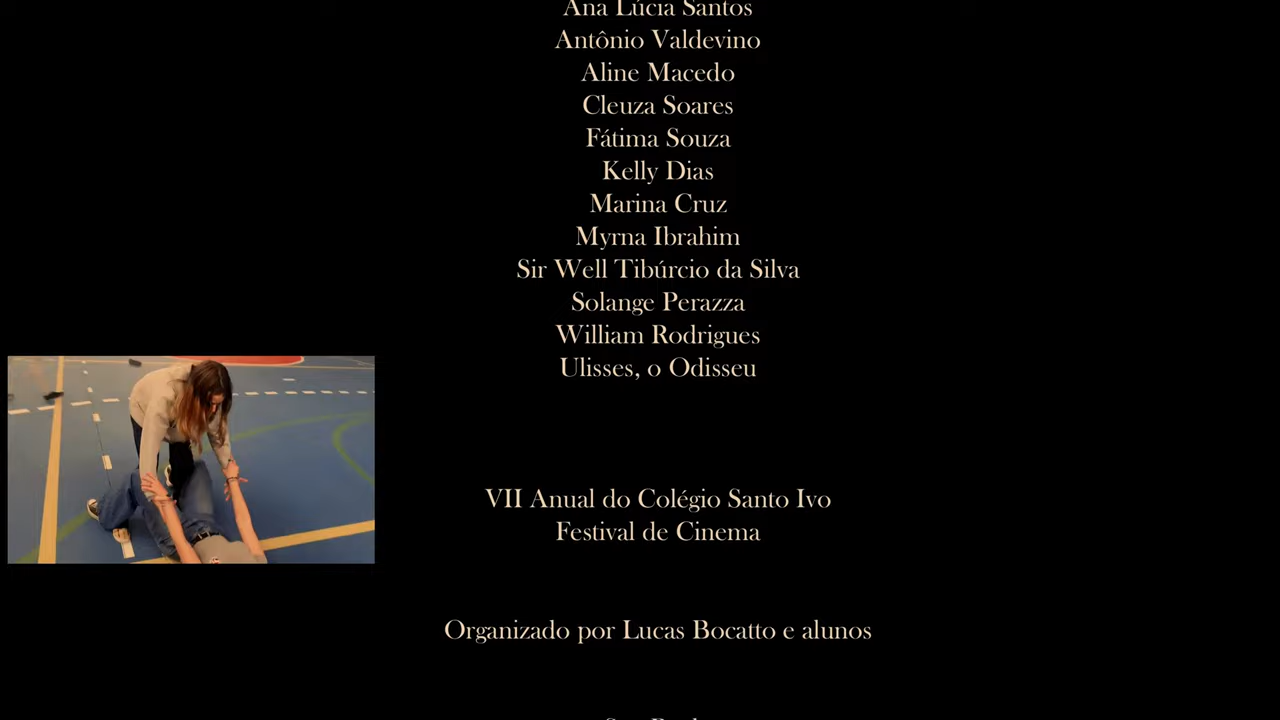 Ana Lúcia Santos
Antônio Valdevino
Aline Macedo
Cleuza Soares
Fátima Souza
Kelly Dias
Marina Cruz
Myrna Ibrahim
Sir Well Tibúrcio da Silva
Solange Perazza
William Rodrigues
Ulisses, o Odisseu
VII Anual do Colégio Santo Ivo
Festival de Cinema
Organizado por Lucas Bocatto e alunos